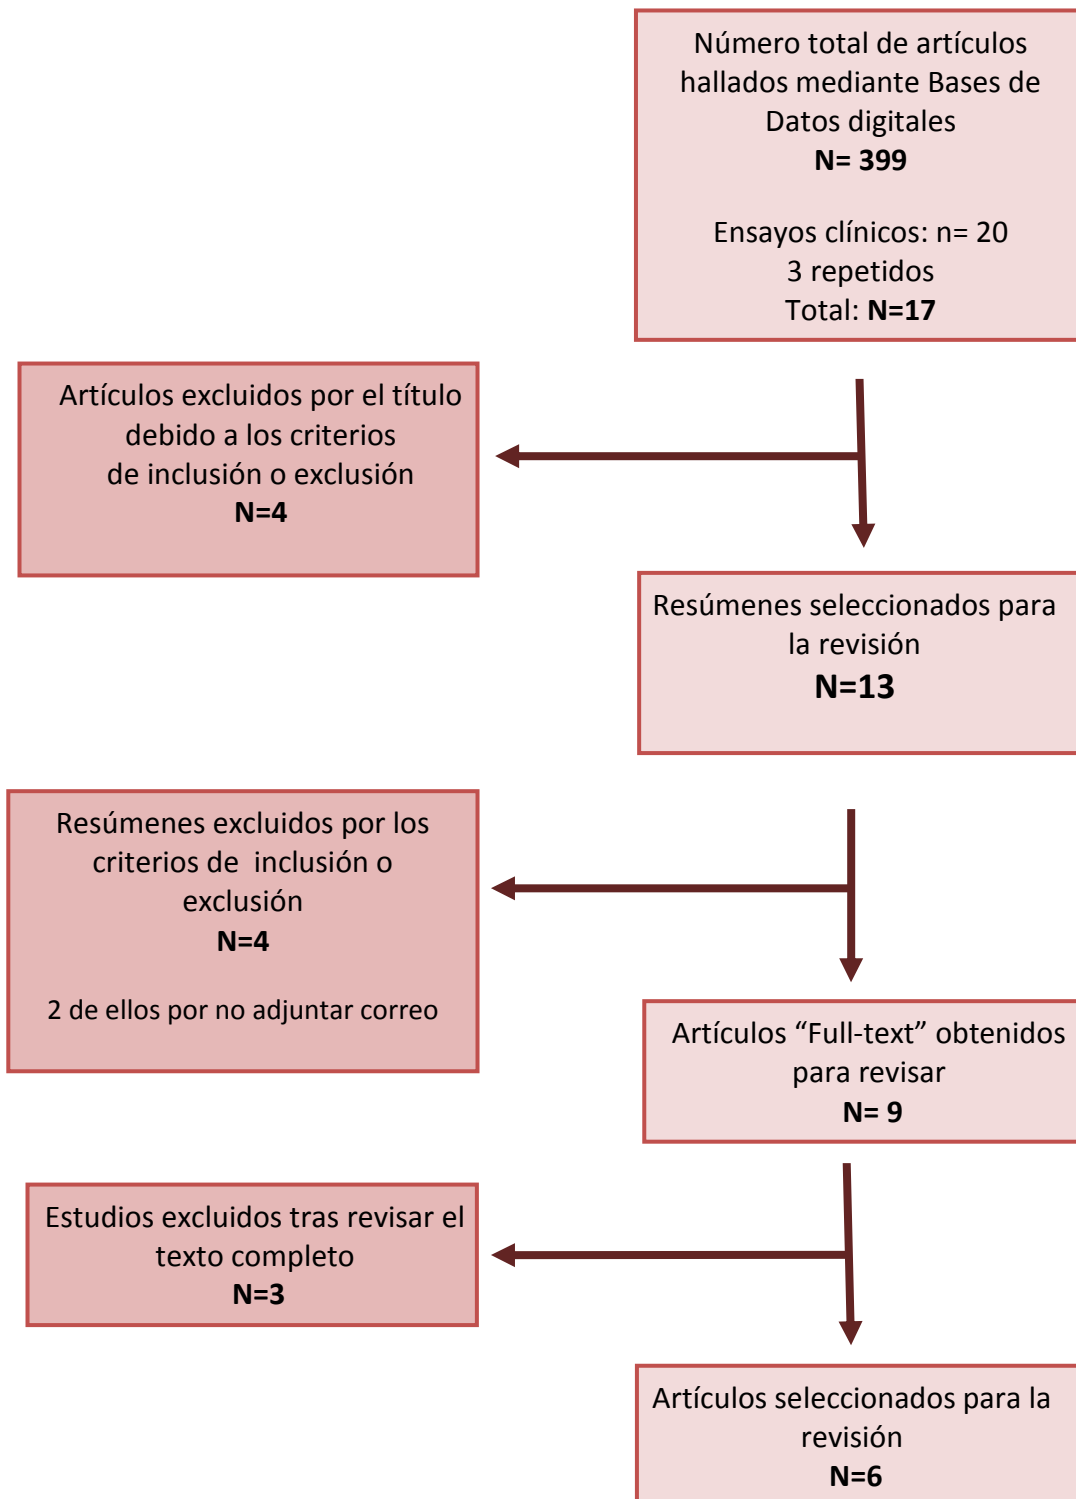 Número total de artículos
hallados mediante Bases de
Datos digitales
N= 399
Ensayos clínicos: n= 20
3 repetidos
Total: N=17
Artículos excluidos por el título
debido a los criterios
de inclusión o exclusión
N=4
Resúmenes seleccionados para
la revisión
N=13
Resúmenes excluidos por los
criterios de  inclusión o
exclusión
N=4
2 de ellos por no adjuntar correo
Artículos “Full-text” obtenidos
para revisar
N= 9
Estudios excluidos tras revisar el
texto completo
N=3
Artículos seleccionados para la
revisión
N=6